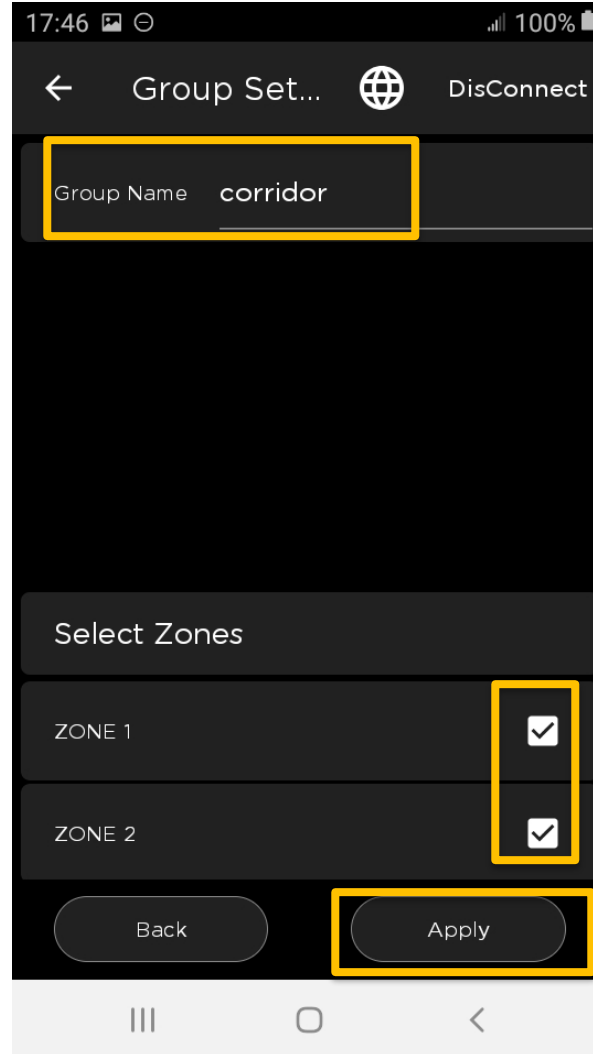 17:46 100%
Group Set... DisConnect
Group Name corridor
Select Zones
ZONE 1
ZONE 2
Back Apply